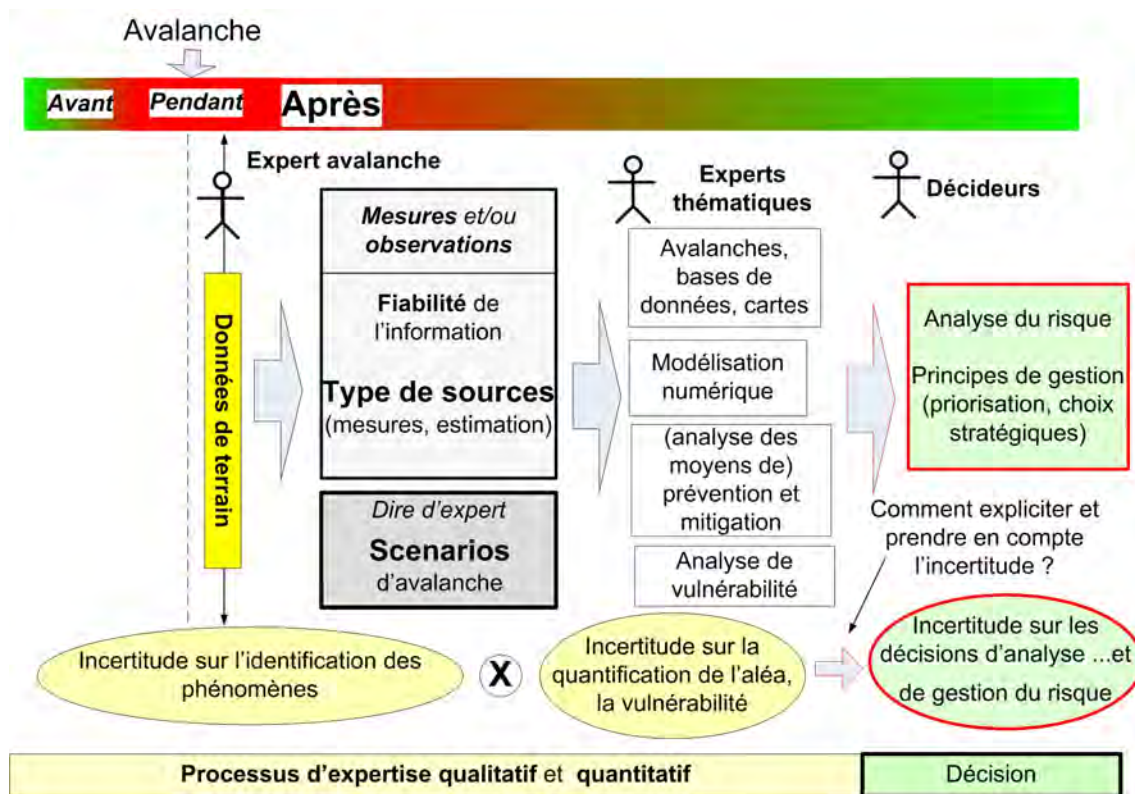 Avalanche
Avant
Pendant
Après
Expert avalanche
Données de terrain
Mesures et/ou
observations
Fiabilité de
l'information
Type de sources
(mesures, estimation)
Dire d'expert
Scenarios
d'avalanche
Experts
thématiques
Avalanches,
bases de
données, cartes
Modélisation
numérique
(analyse des
moyens de)
prévention et
mitigation
Analyse de
vulnérabilité
Décideurs
Analyse du risque
Principes de gestion
(priorisation, choix
stratégiques)
Comment expliciter et
prendre en compte
l'incertitude ?
Incertitude sur l'identification des
phénomènes
X
Incertitude sur la
quantification de l'aléa,
la vulnérabilité
Incertitude sur les
décisions d'analyse ...et
de gestion du risque
Processus d'expertise qualitatif et quantitatif
Décision